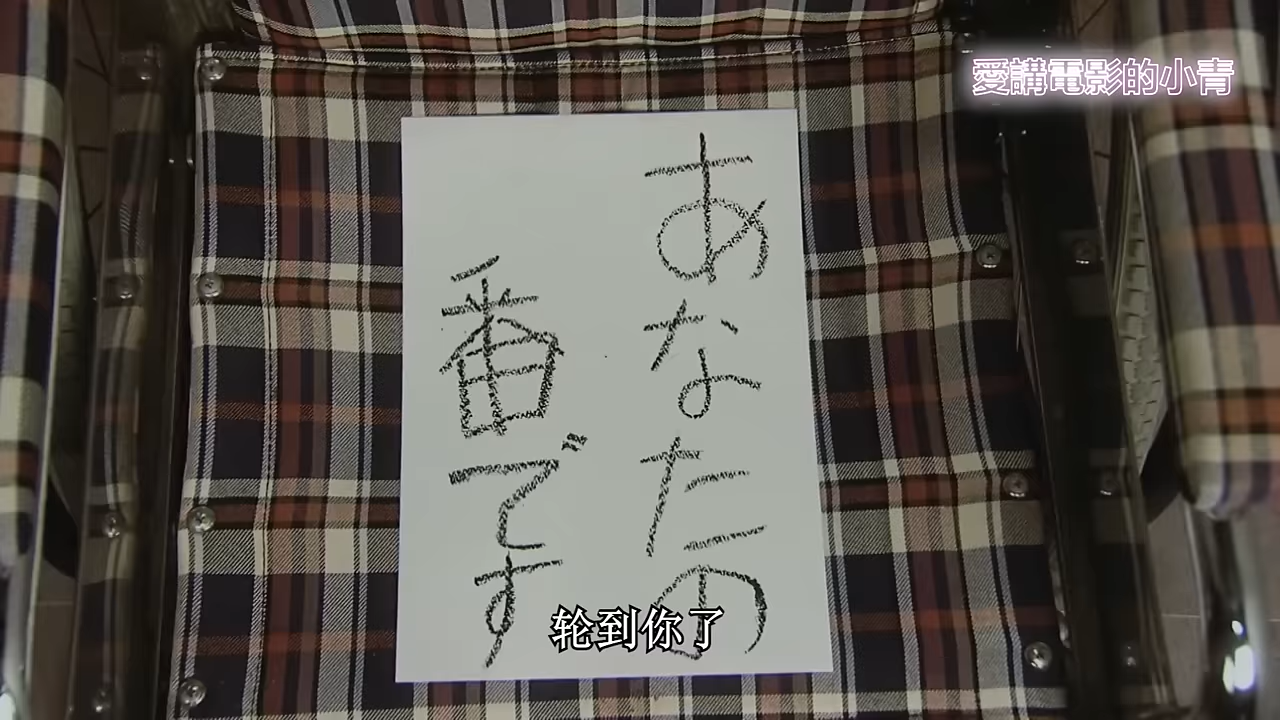 愛講電影的小青
あなたの
番です
轮到你了